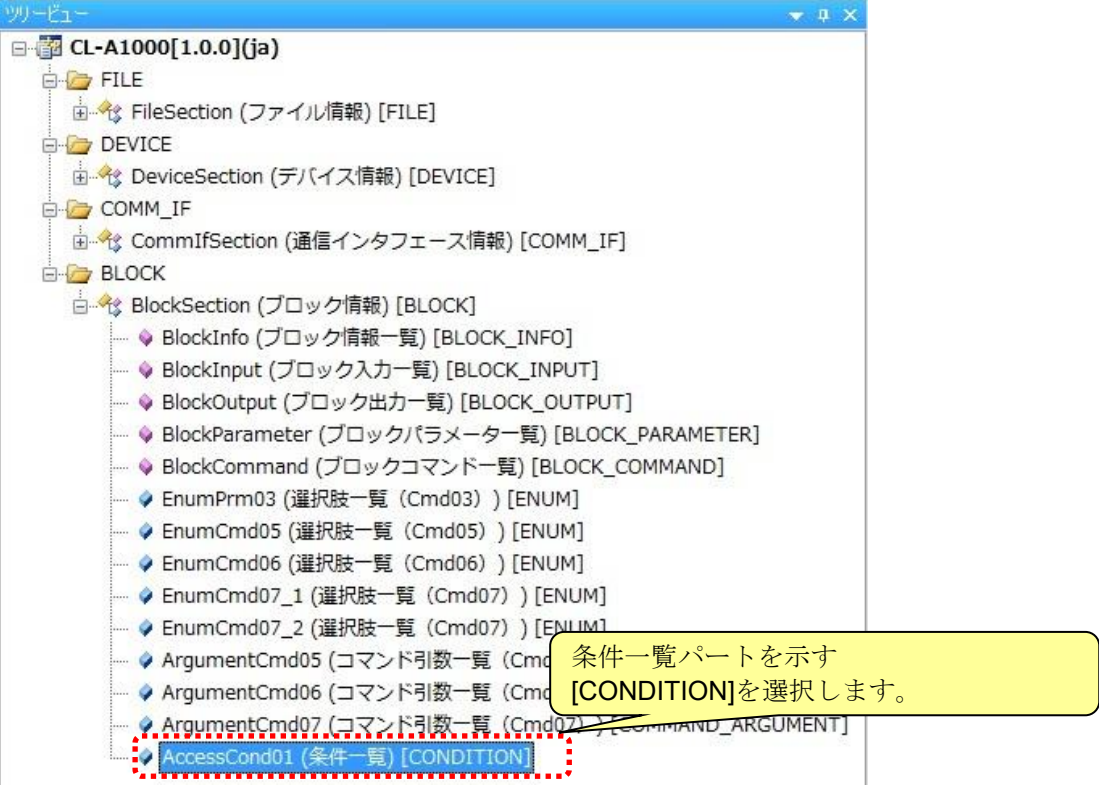 ツリービュー
CL-A1000[1.0.0](ja)
FILE
FileSection (ファイル情報) [FILE]
DEVICE
DeviceSection (デバイス情報) [DEVICE]
COMM_IF
CommIfSection (通信インタフェース情報) [COMM_IF]
BLOCK
BlockSection (ブロック情報) [BLOCK]
BlockInfo (ブロック情報一覧) [BLOCK_INFO]
BlockInput (ブロック入力一覧) [BLOCK_INPUT]
BlockOutput (ブロック出力一覧) [BLOCK_OUTPUT]
BlockParameter (ブロックパラメーター覧) [BLOCK_PARAMETER]
BlockCommand (ブロックコマンド一覧) [BLOCK_COMMAND]
EnumPrm03 (選択肢一覧（Cmd03）) [ENUM]
EnumCmd05 (選択肢一覧（Cmd05）) [ENUM]
EnumCmd06 (選択肢一覧（Cmd06）) [ENUM]
EnumCmd07_1 (選択肢一覧（Cmd07）) [ENUM]
EnumCmd07_2 (選択肢一覧（Cmd07）) [ENUM]
ArgumentCmd05 (コマンド引数一覧（Cmd
ArgumentCmd06 (コマンド引数一覧（Cmd
ArgumentCmd07 (コマンド引数一覧（Cmd07）) [COMMAND_ARGUMENT]
AccessCond01 (条件一覧) [CONDITION]
条件一覧パートを示す
[CONDITION]を選択します。